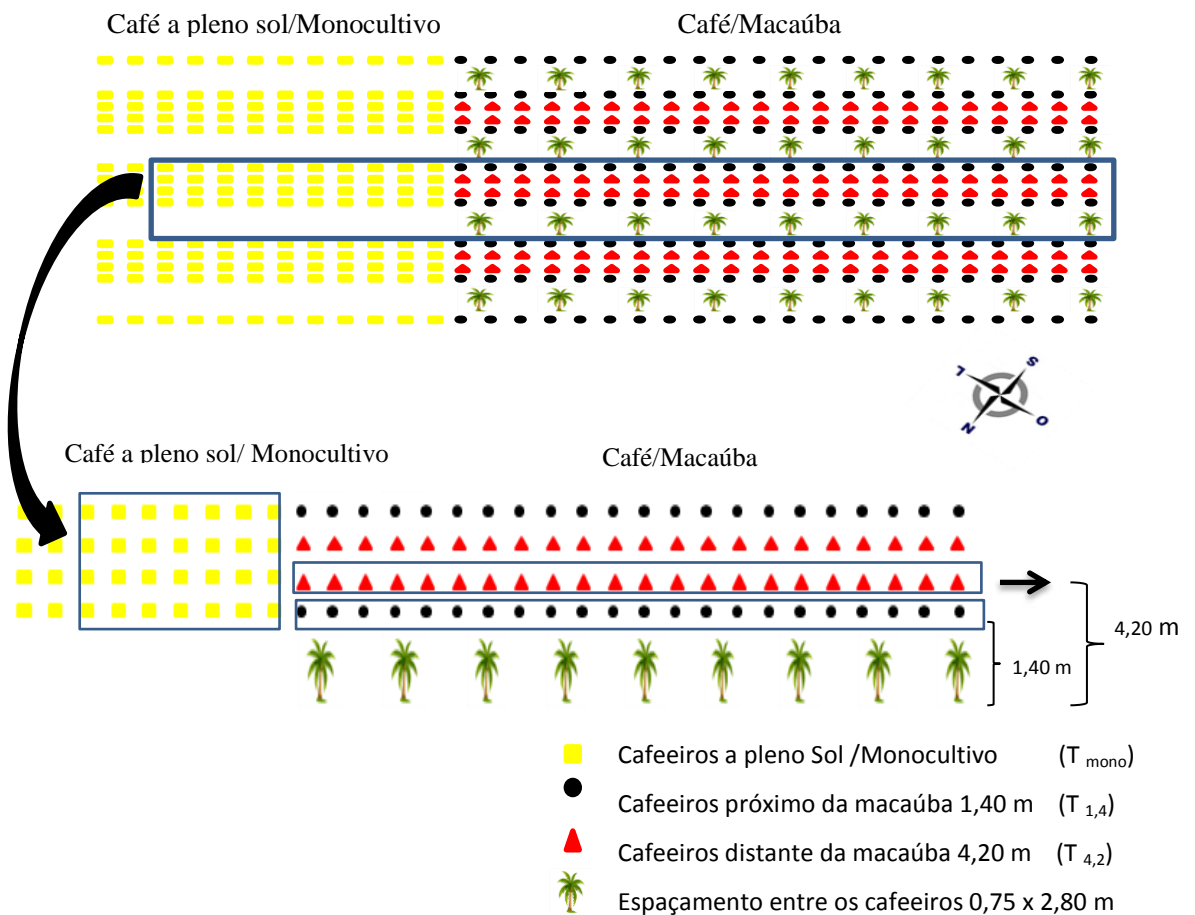 Café a pleno sol/Monocultivo Café/Macaúba
L S
N O
Café a pleno sol/ Monocultivo Café/Macaúba
4,20 m
1,40 m
Cafeeiros a pleno Sol /Monocultivo (T mono)
Cafeeiros próximo da macaúba 1,40 m (T 1,4)
Cafeeiros distante da macaúba 4,20 m (T 4,2)
Espaçamento entre os cafeeiros 0,75 x 2,80 m